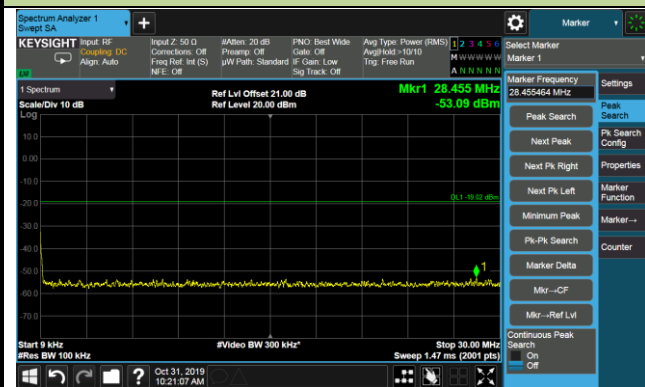 Spectrum Analyzer 1
Swept SA
Marker
KEYSIGHT
Input: RF
Coupling: DC
Align: Auto
Input Z: 50 Ω
Corrections: Off
Freq Ref: Int (S)
NFE: Off
#Atten: 20 dB
Preamp: Off
µW Path: Standard
PNO: Best Wide
Gate: Off
IF Gain: Low
Sig Track: Off
Avg Type: Power (RMS)
Avg|Hold:>10/10
Trig: Free Run
1 2 3 4 5 6
M W W W W W
A N N N N N
Select Marker
Marker 1
1 Spectrum
Scale/Div 10 dB
Log
Ref Lvl Offset 21.00 dB
Ref Level 20.00 dBm
Mkr1 28.455 MHz
-53.09 dBm
10.0
0.00
-10.0
-20.0
-30.0
-40.0
-50.0
-60.0
-70.0
DL1 -19.02 dBm
1
Start 9 kHz
#Res BW 100 kHz
#Video BW 300 kHz*
Stop 30.00 MHz
Sweep 1.47 ms (2001 pts)
Marker Frequency
28.455464 MHz
Peak Search
Next Peak
Next Pk Right
Next Pk Left
Minimum Peak
Pk-Pk Search
Marker Delta
Mkr→CF
Mkr→Ref Lvl
Continuous Peak
Search
On
Off
Settings
Peak
Search
Pk Search
Config
Properties
Marker
Function
Marker→
Counter
?
Oct 31, 2019
10:21:07 AM